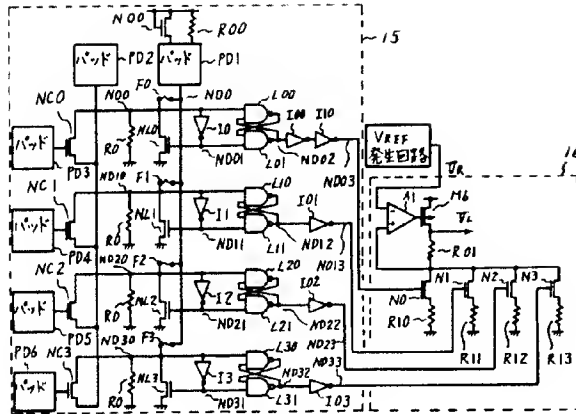 N00
R00
15
PD2
パッド
パッド
PD1
F0
ND0
L00
NC0
N00
I00
I10
パッド
R0
NL0
I0
ND01
L01
ND02
ND03
PD3
VREF
発生回路
16
VR
ND10
F1
L10
NC1
I01
パッド
R0
NL1
I1
ND11
L11
ND12
ND13
PD4
A1
M6
VL
R01
ND20
F2
L20
NC2
I02
パッド
R0
NL2
I2
ND21
L21
ND22
ND23
PD5
N0
N1
N2
N3
R10
R11
R12
R13
PD6
NC3
ND30
F3
L30
ND32
ND33
パッド
R0
NL3
I3
ND31
L31
I03